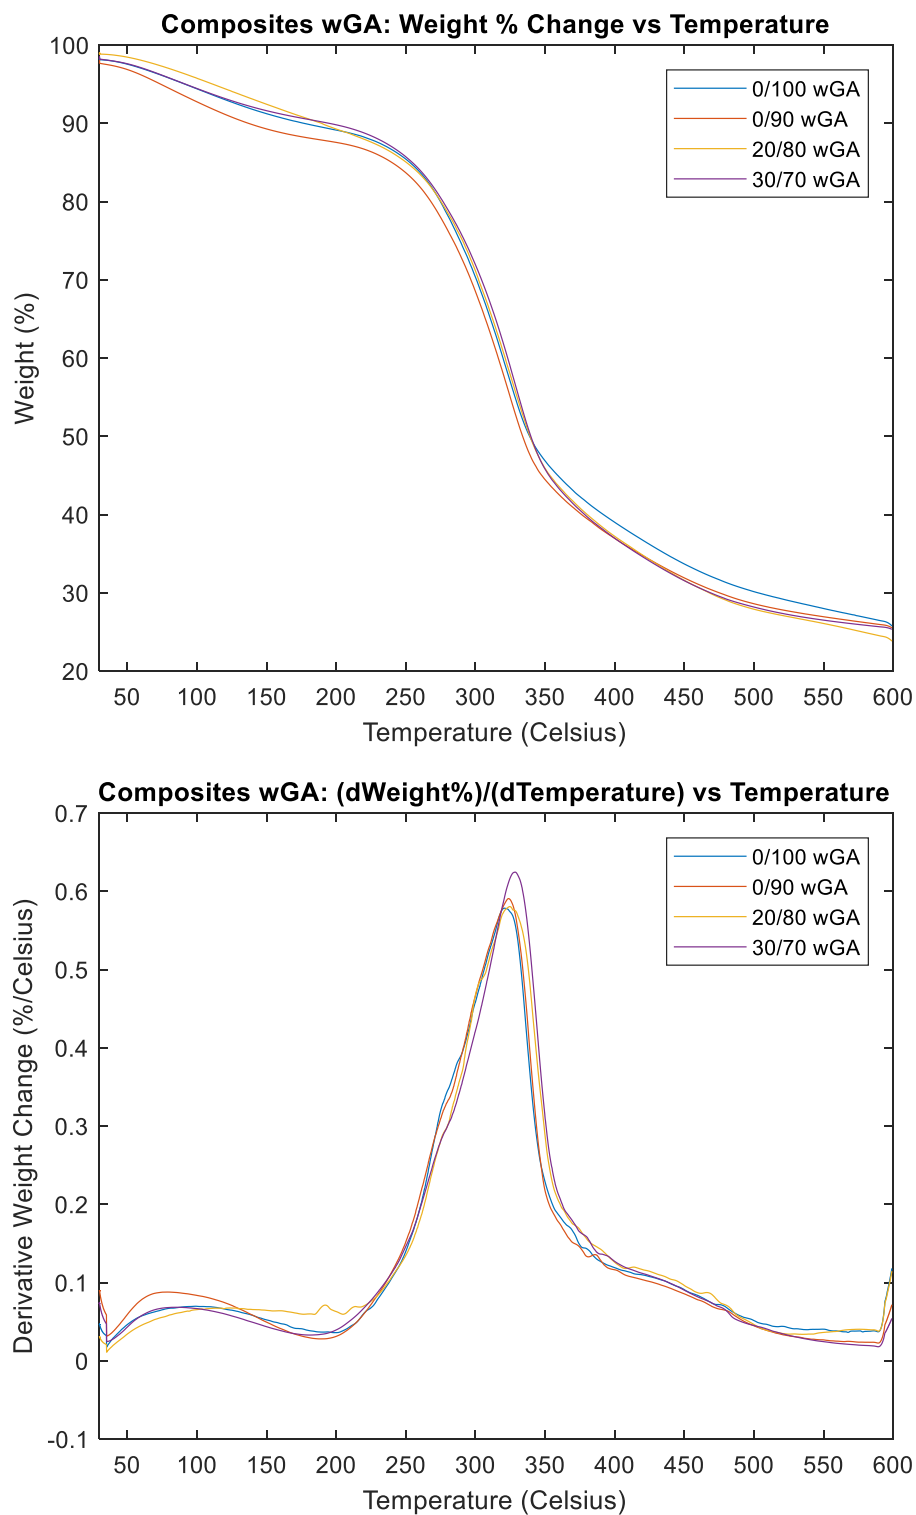 Composites wGA: Weight % Change vs Temperature
100
90
80
70
60
50
40
30
20
Weight (%)
0/100 wGA
0/90 wGA
20/80 wGA
30/70 wGA
50 100 150 200 250 300 350 400 450 500 550 600
Temperature (Celsius)
Composites wGA: (dWeight%)/(dTemperature) vs Temperature
0.7
0.6
0.5
0.4
0.3
0.2
0.1
0
-0.1
Derivative Weight Change (%/Celsius)
0/100 wGA
0/90 wGA
20/80 wGA
30/70 wGA
50 100 150 200 250 300 350 400 450 500 550 600
Temperature (Celsius)